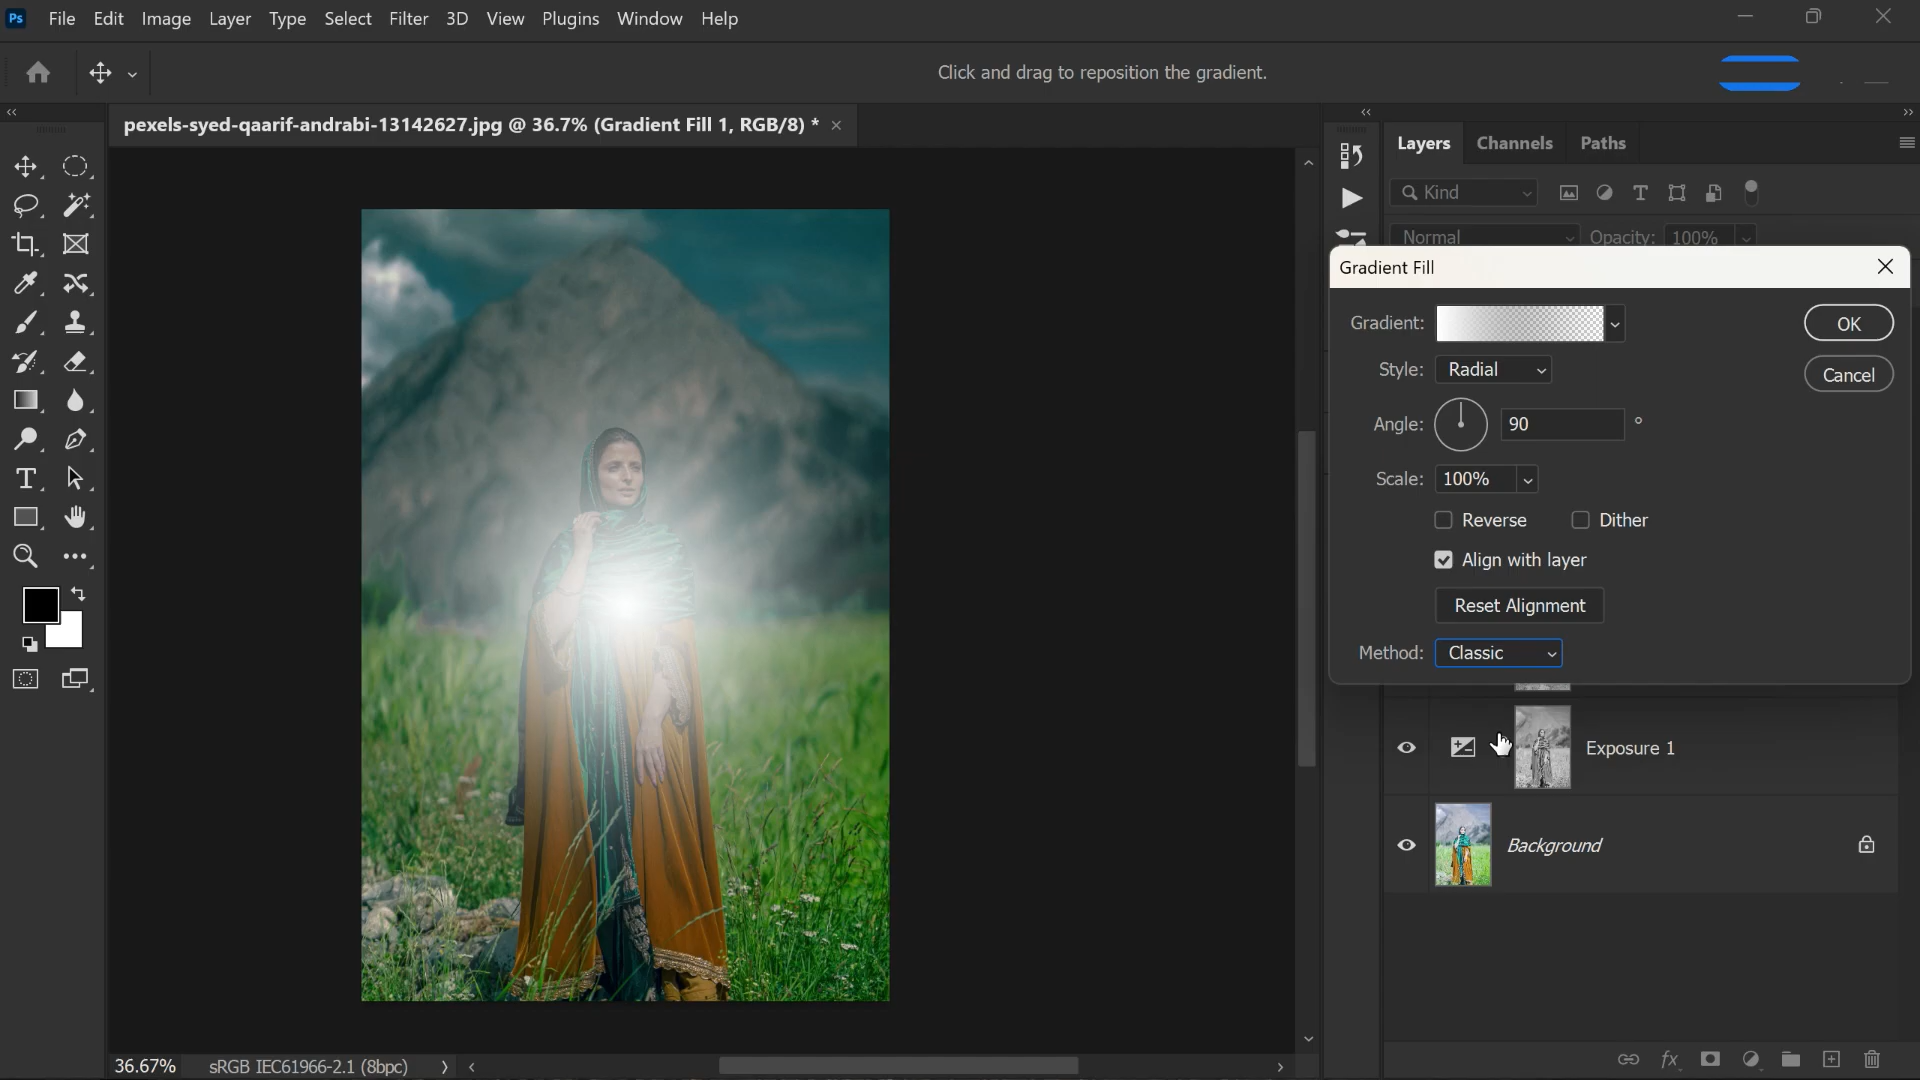 Ps File Edit Image Layer Type Select Filter 3D View Plugins Window Help
Click and drag to reposition the gradient.
pexels-syed-qaarif-andrabi-13142627.jpg @ 36.7% (Gradient Fill 1, RGB/8) *
Layers Channels Paths
Kind
Normal Opacity: 100%
Gradient Fill
Gradient: OK
Style: Radial
Cancel
Angle: 90 °
Scale: 100%
Reverse Dither
Align with layer
Reset Alignment
Method: Classic
Exposure 1
Background
36.67% sRGB IEC61966-2.1 (8bpc)
fx